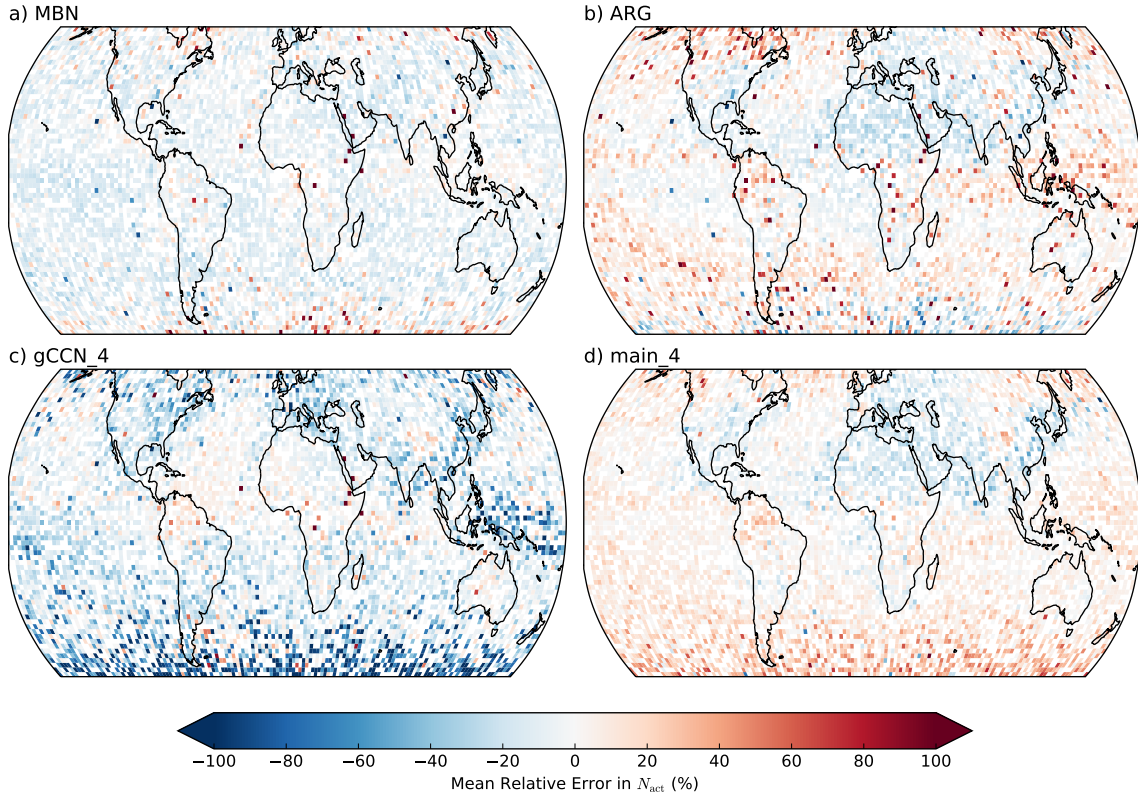 a) MBN
b) ARG
c) gCCN_4
d) main_4
−100 −80 −60 −40 −20 0 20 40 60 80 100
Mean Relative Error in N_act (%)